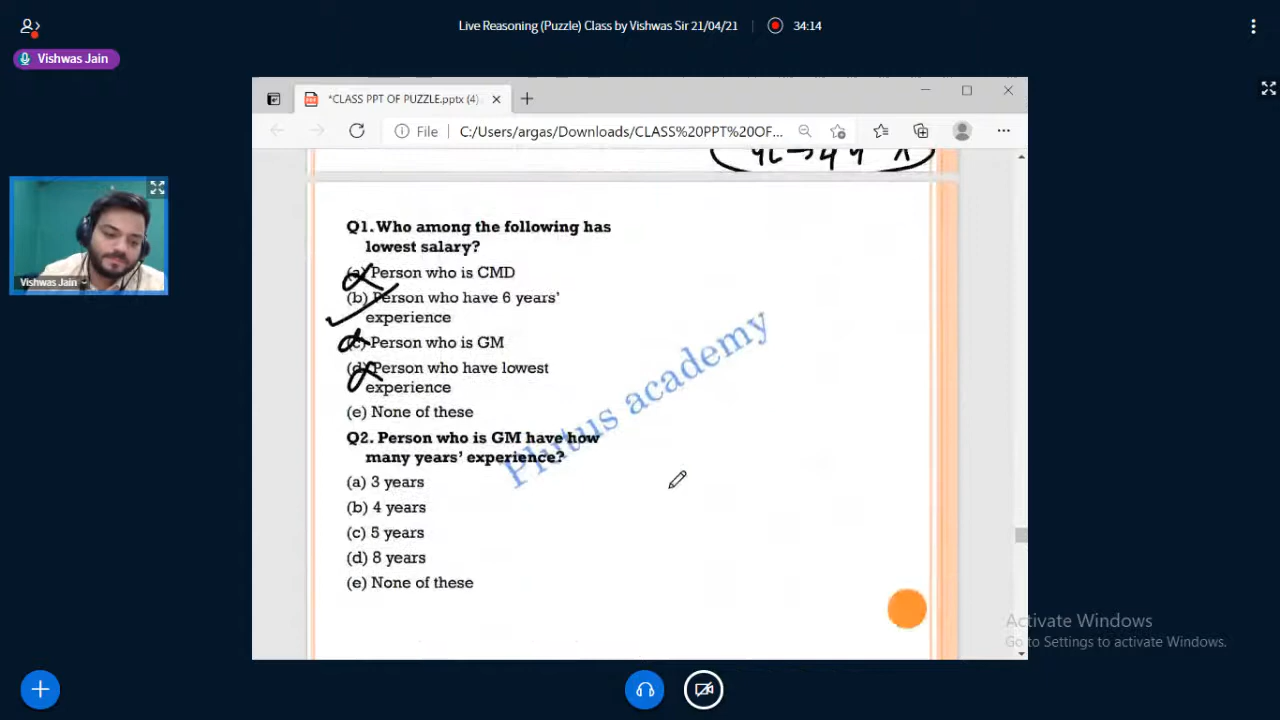 Live Reasoning (Puzzle) Class by Vishwas Sir 21/04/21
34:14
Vishwas Jain
*CLASS PPT OF PUZZLE.pptx (4)
File
C:/Users/argas/Downloads/CLASS%20PPT%20OF...
Q1. Who among the following has
lowest salary?
(a) Person who is CMD
(b) Person who have 6 years'
experience
(c) Person who is GM
(d) Person who have lowest
experience
(e) None of these
Q2. Person who is GM have how
many years' experience?
(a) 3 years
(b) 4 years
(c) 5 years
(d) 8 years
(e) None of these
Plutus academy
Vishwas Jain
Activate Windows
Go to Settings to activate Windows.